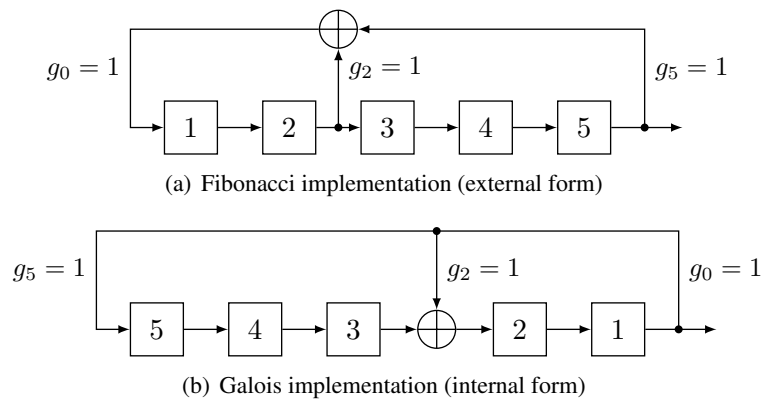 g₀ = 1 g₂ = 1 g₅ = 1
1 2 3 4 5
(a) Fibonacci implementation (external form)
g₅ = 1 g₂ = 1 g₀ = 1
5 4 3 2 1
(b) Galois implementation (internal form)